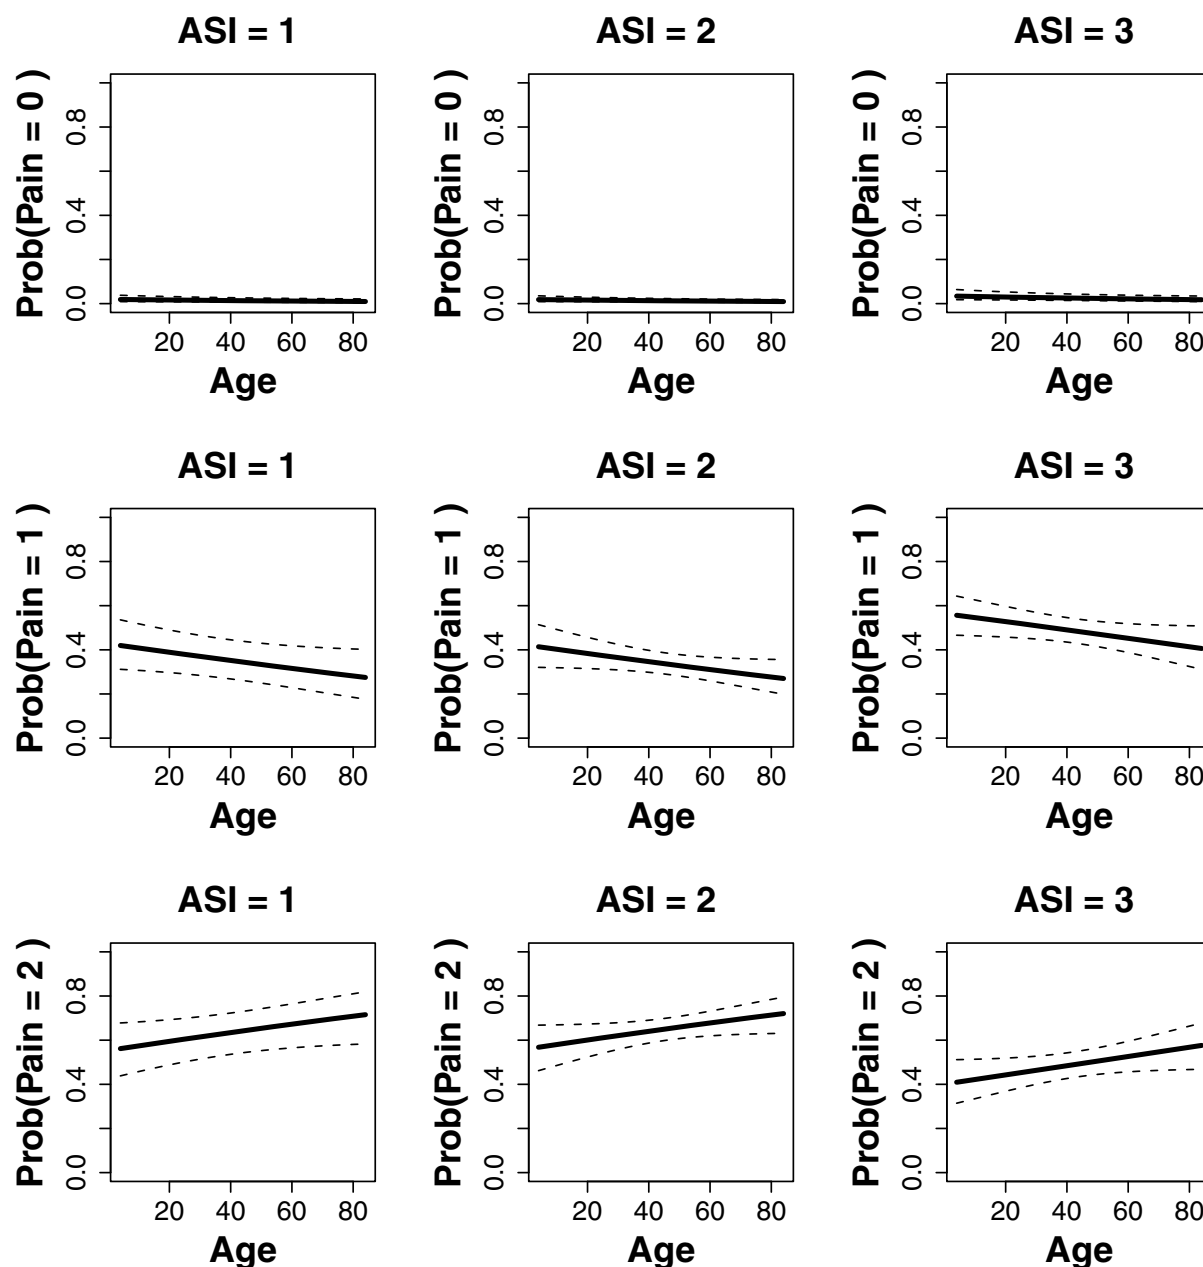 ASI = 1
ASI = 2
ASI = 3
Prob(Pain = 0 )
0.0 0.4 0.8
20 40 60 80
Age
Prob(Pain = 0 )
0.0 0.4 0.8
20 40 60 80
Age
Prob(Pain = 0 )
0.0 0.4 0.8
20 40 60 80
Age
ASI = 1
ASI = 2
ASI = 3
Prob(Pain = 1 )
0.0 0.4 0.8
20 40 60 80
Age
Prob(Pain = 1 )
0.0 0.4 0.8
20 40 60 80
Age
Prob(Pain = 1 )
0.0 0.4 0.8
20 40 60 80
Age
ASI = 1
ASI = 2
ASI = 3
Prob(Pain = 2 )
0.0 0.4 0.8
20 40 60 80
Age
Prob(Pain = 2 )
0.0 0.4 0.8
20 40 60 80
Age
Prob(Pain = 2 )
0.0 0.4 0.8
20 40 60 80
Age